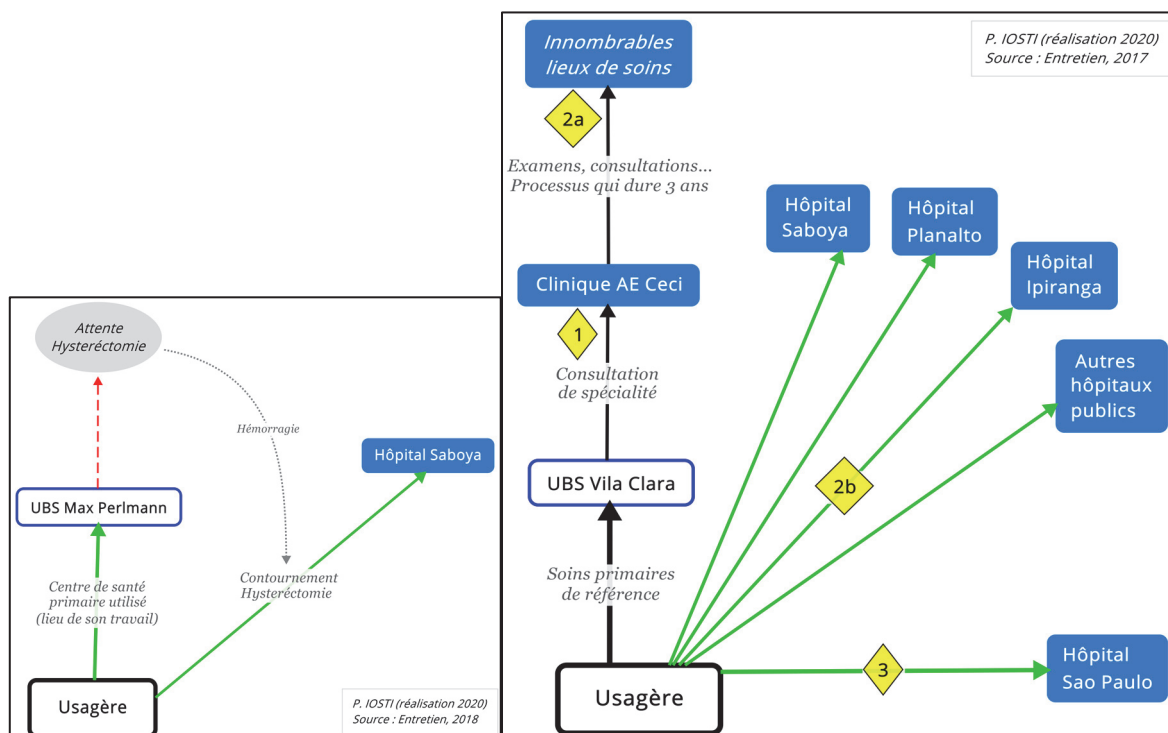 Attente
Hysteréctomie
Hémorragie
Hôpital Saboya
UBS Max Perlmann
Centre de santé
primaire utilisé
(lieu de son travail)
Contournement
Hysteréctomie
Usagère
P. IOSTI (réalisation 2020)
Source : Entretien, 2018
P. IOSTI (réalisation 2020)
Source : Entretien, 2017
Innombrables
lieux de soins
2a
Examens, consultations...
Processus qui dure 3 ans
Hôpital
Saboya
Hôpital
Planalto
Hôpital
Ipiranga
Clinique AE Ceci
1
Consultation
de spécialité
Autres
hôpitaux
publics
UBS Vila Clara
2b
Soins primaires
de référence
Usagère
3
Hôpital
Sao Paulo